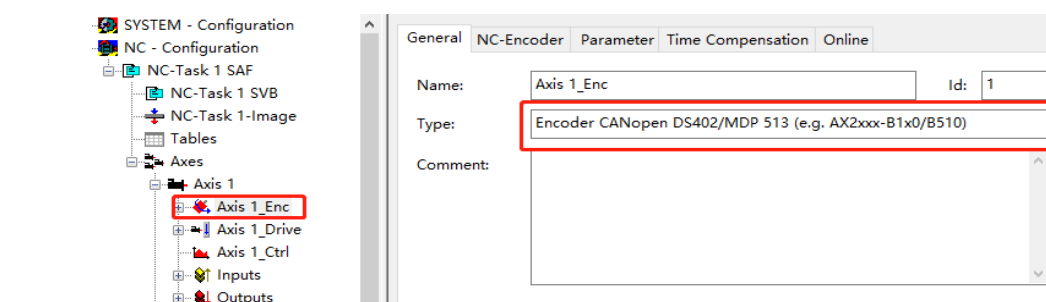 SYSTEM - Configuration
NC - Configuration
NC-Task 1 SAF
NC-Task 1 SVB
NC-Task 1-Image
Tables
Axes
Axis 1
Axis 1_Enc
Axis 1_Drive
Axis 1_Ctrl
Inputs
Outputs
General NC-Encoder Parameter Time Compensation Online
Name: Axis 1_Enc Id: 1
Type: Encoder CANopen DS402/MDP 513 (e.g. AX2xxx-B1x0/B510)
Comment: